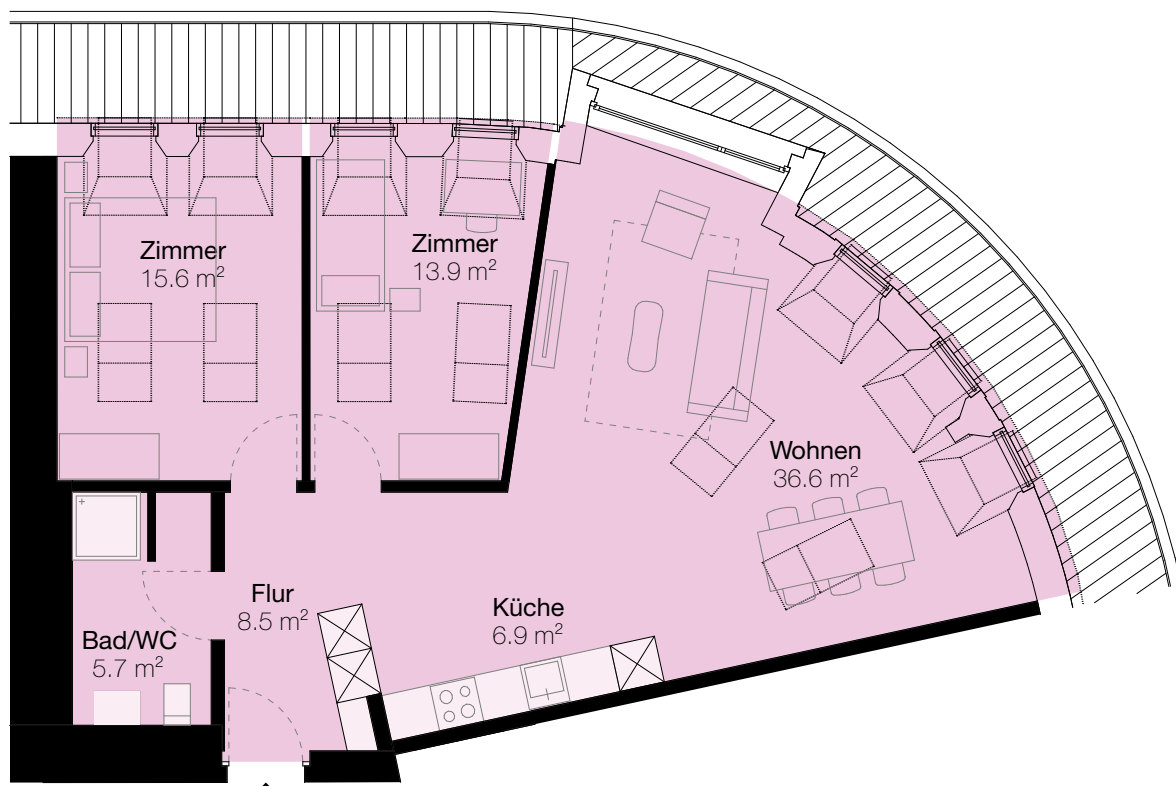 Zimmer
15.6 m²
Zimmer
13.9 m²
Wohnen
36.6 m²
Flur
8.5 m²
Küche
6.9 m²
Bad/WC
5.7 m²